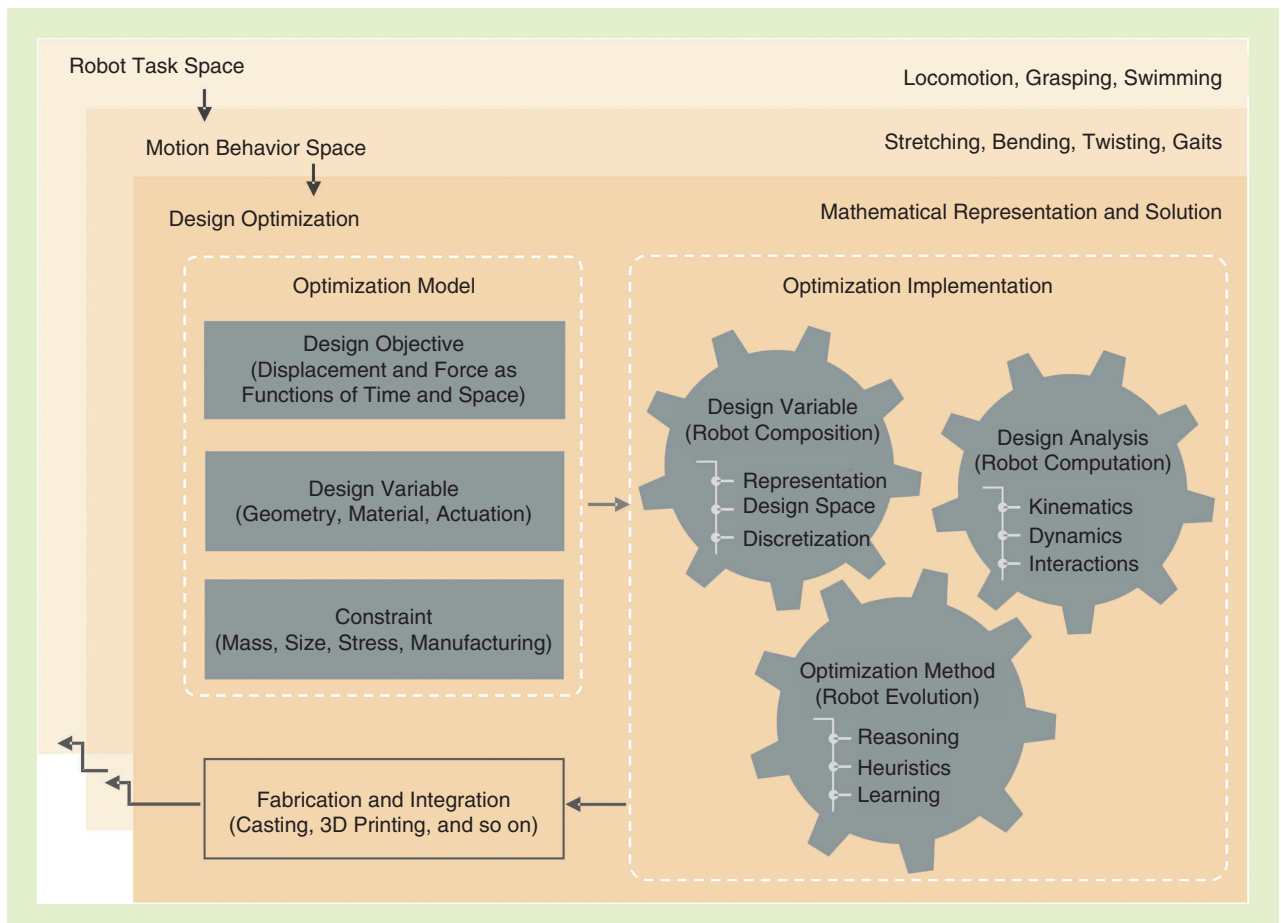 Robot Task Space
Locomotion, Grasping, Swimming
Motion Behavior Space
Stretching, Bending, Twisting, Gaits
Design Optimization
Mathematical Representation and Solution
Optimization Model
Design Objective
(Displacement and Force as
Functions of Time and Space)
Design Variable
(Geometry, Material, Actuation)
Constraint
(Mass, Size, Stress, Manufacturing)
Optimization Implementation
Design Variable
(Robot Composition)
Representation
Design Space
Discretization
Design Analysis
(Robot Computation)
Kinematics
Dynamics
Interactions
Optimization Method
(Robot Evolution)
Reasoning
Heuristics
Learning
Fabrication and Integration
(Casting, 3D Printing, and so on)